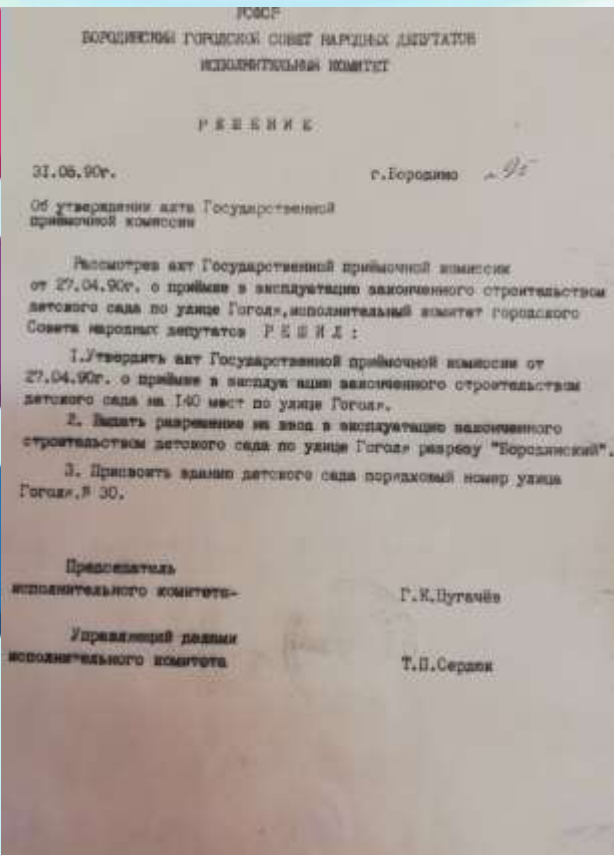 РСФСР
БОРОДИНСКИЙ ГОРОДСКОЙ СОВЕТ НАРОДНЫХ ДЕПУТАТОВ
ИСПОЛНИТЕЛЬНЫЙ КОМИТЕТ
Р Е Ш Е Н И Е
31.05.90г. г.Бородино № 95
Об утверждении акта Государственной
приёмочной комиссии
Рассмотрев акт Государственной приёмочной комиссии
от 27.04.90г. о приёмке в эксплуатацию законченного строительством
детского сада по улице Гоголя,исполнительный комитет городского
Совета народных депутатов Р Е Ш И Л :
1.Утвердить акт Государственной приёмочной комиссии от
27.04.90г. о приёмке в эксплуа ацию законченного строительством
детского сада на 140 мест по улице Гоголя.
2. Выдать разрешение на ввод в эксплуатацию законченного
строительством детского сада по улице Гоголя разрезу "Бородинский".
3. Присвоить зданию детского сада порядковый номер улица
Гоголя,№ 30.
Председатель
исполнительного комитета- Г.К.Пугачёв
Управляющий делами
исполнительного комитета Т.П.Сердюк